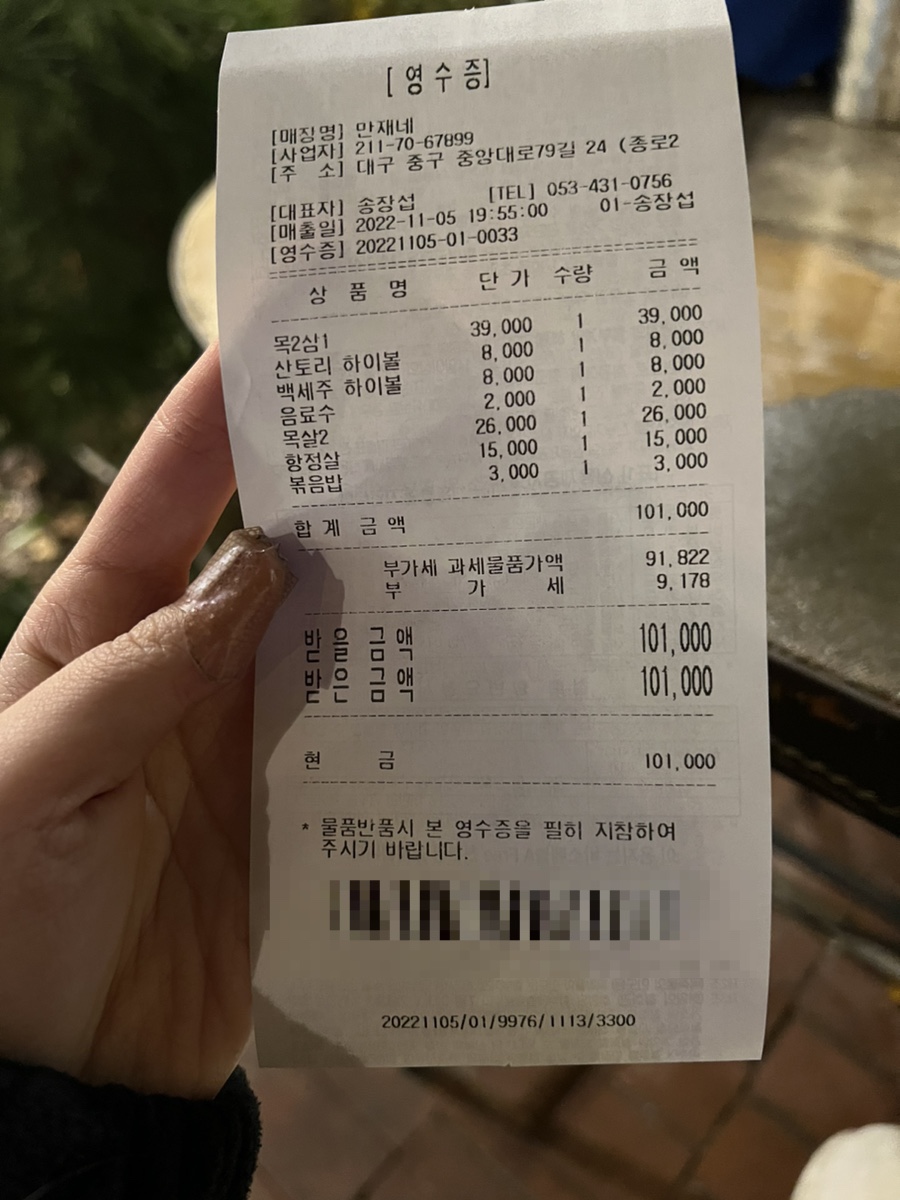 [ 영 수 증]
[매장명] 만재네
[사업자] 211-70-67899
[주 소] 대구 중구 중앙대로79길 24 (종로2
[대표자] 송장섭 [TEL] 053-431-0756
[매출일] 2022-11-05 19:55:00 01-송장섭
[영수증] 20221105-01-0033
상 품 명 단 가 수량 금 액
목2삼1 39,000 1 39,000
산토리 하이볼 8,000 1 8,000
백세주 하이볼 8,000 1 8,000
음료수 2,000 1 2,000
목살2 26,000 1 26,000
항정살 15,000 1 15,000
볶음밥 3,000 1 3,000
합 계 금 액 101,000
부가세 과세물품가액 91,822
부 가 세 9,178
받 을 금 액 101,000
받 은 금 액 101,000
현 금 101,000
* 물품반품시 본 영수증을 필히 지참하여
주시기 바랍니다.
20221105/01/9976/1113/3300